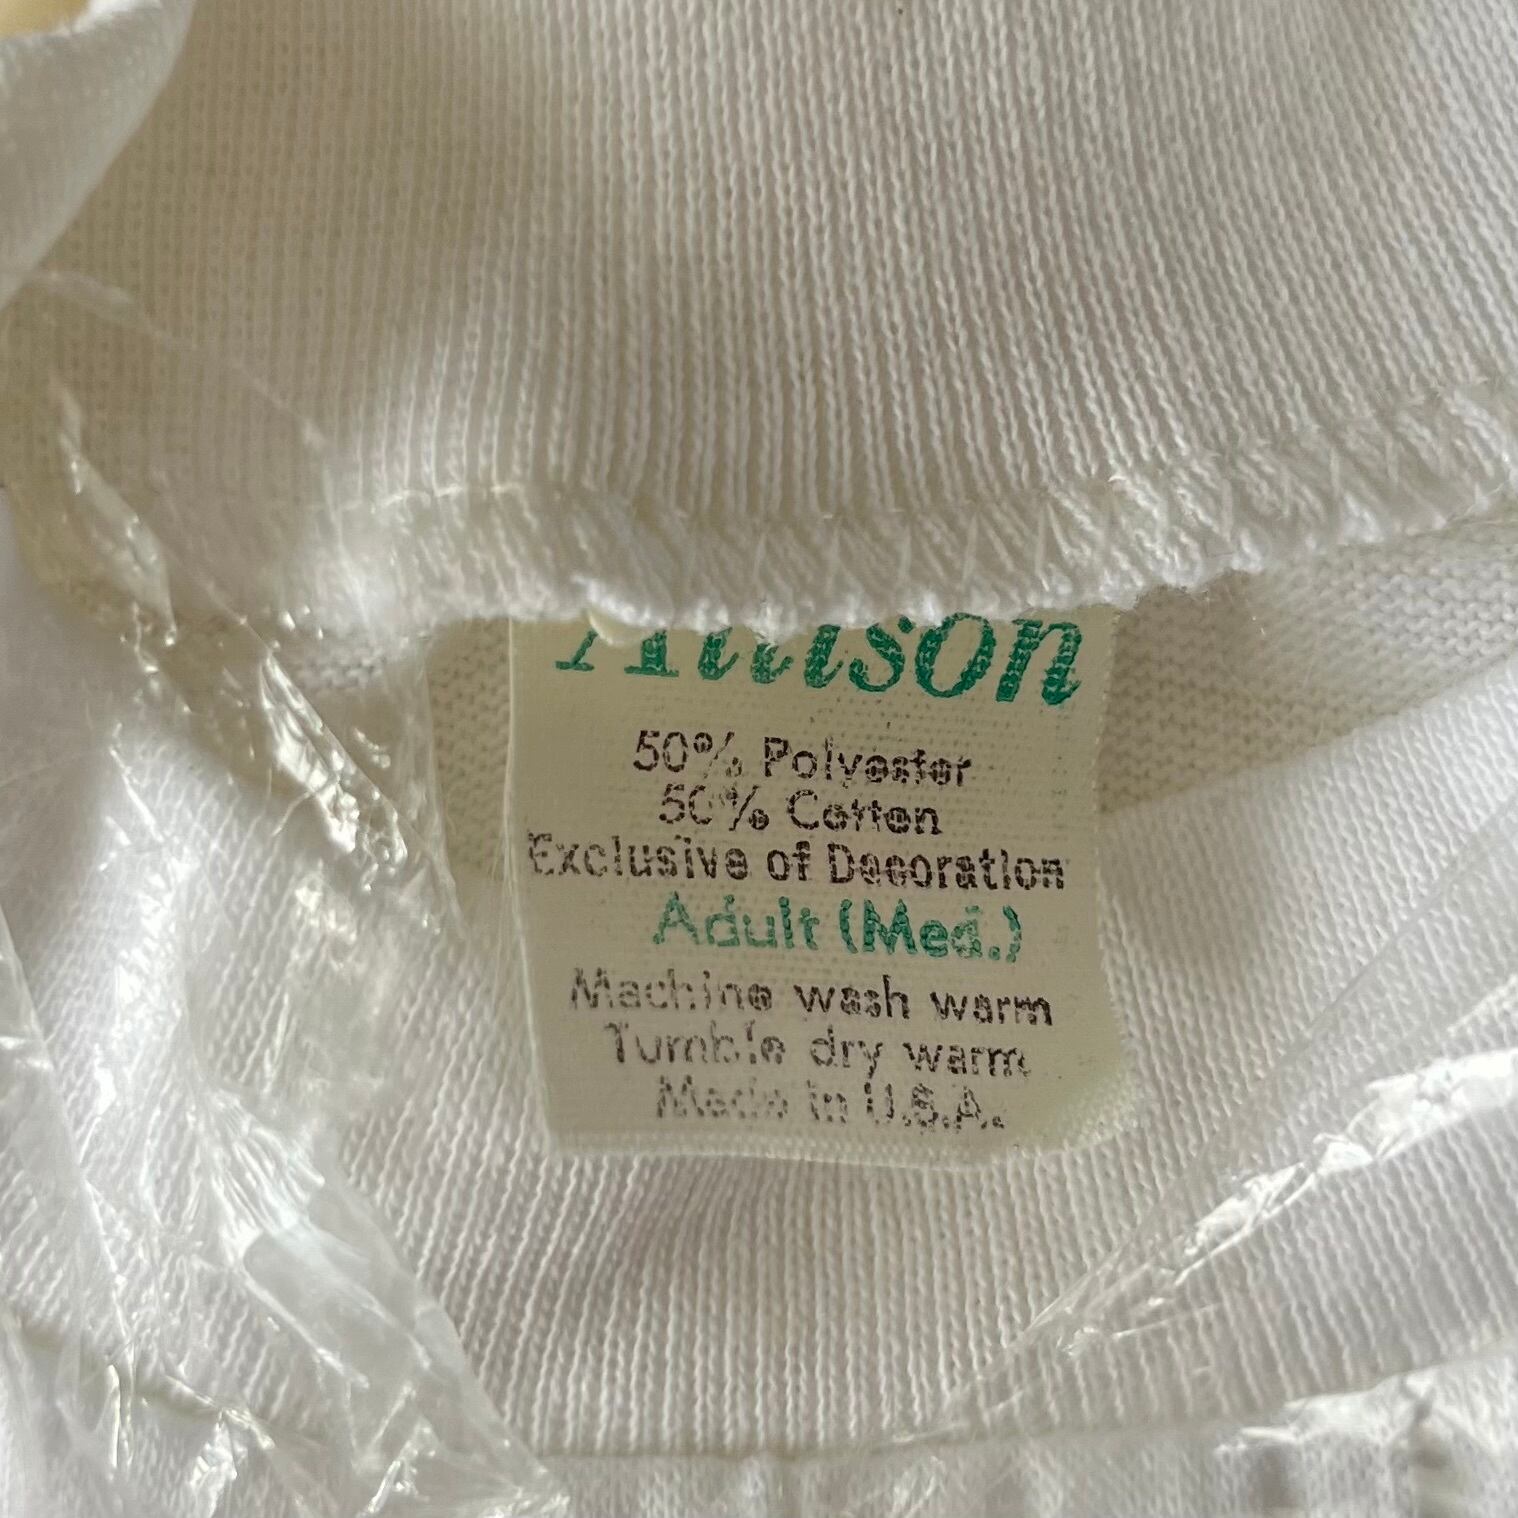 50% Polyester
50% Cotton
Exclusive of Decoration
Adult (Med.)
Machine wash warm
Tumble dry warm
Made in U.S.A.